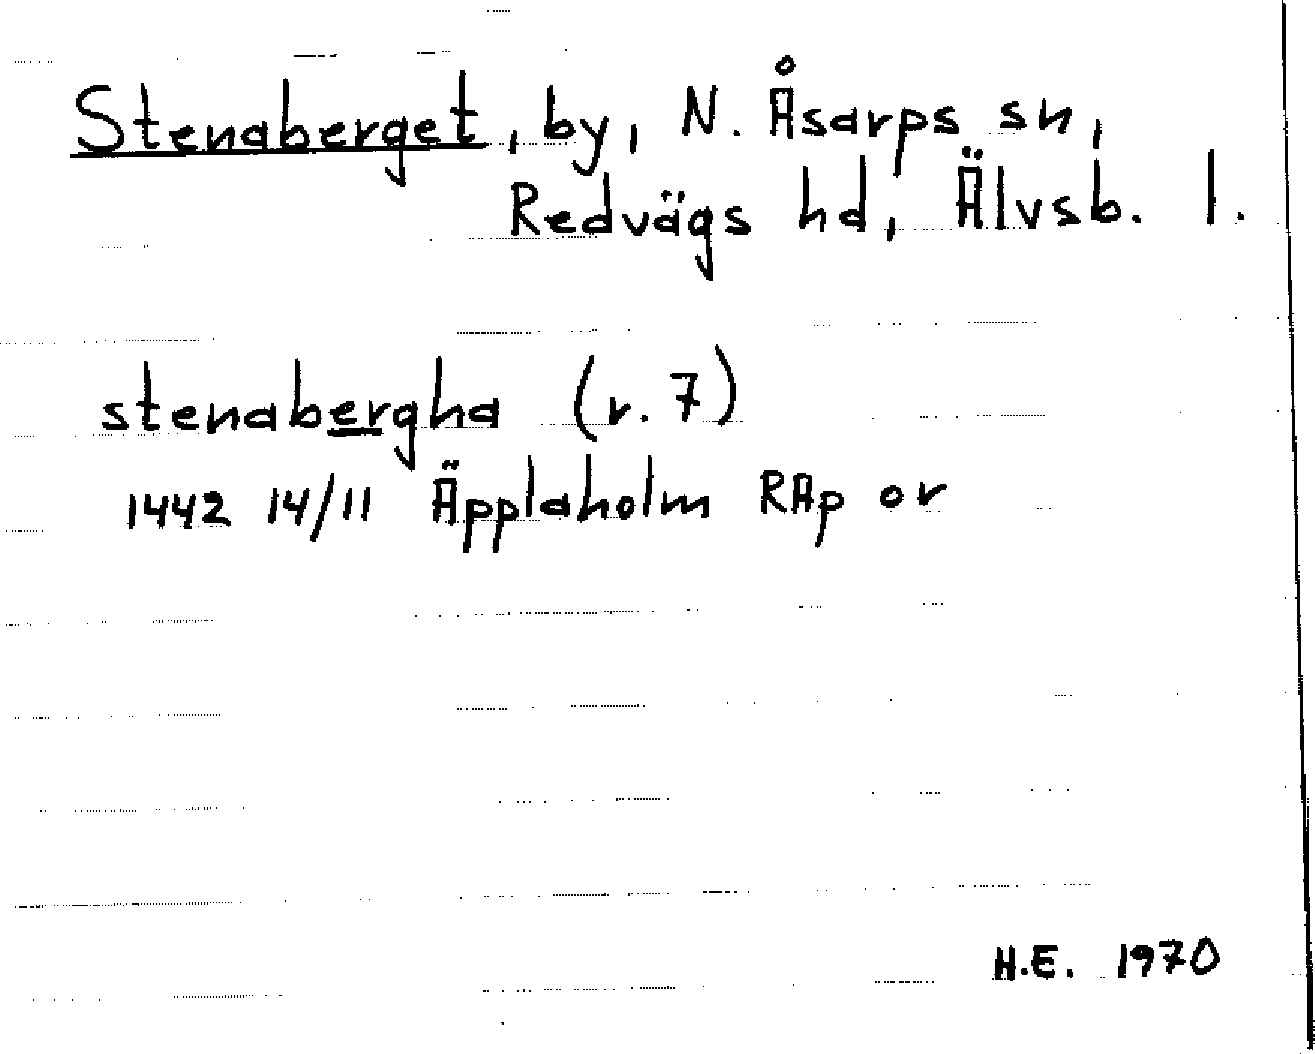 Stenaberget, by, N. Åsarps sn,
Redvägs hd, Älvsb. l.
stenabergha (r. 7)
1442 14/11 Äpplaholm RAp or
H.E. 1970